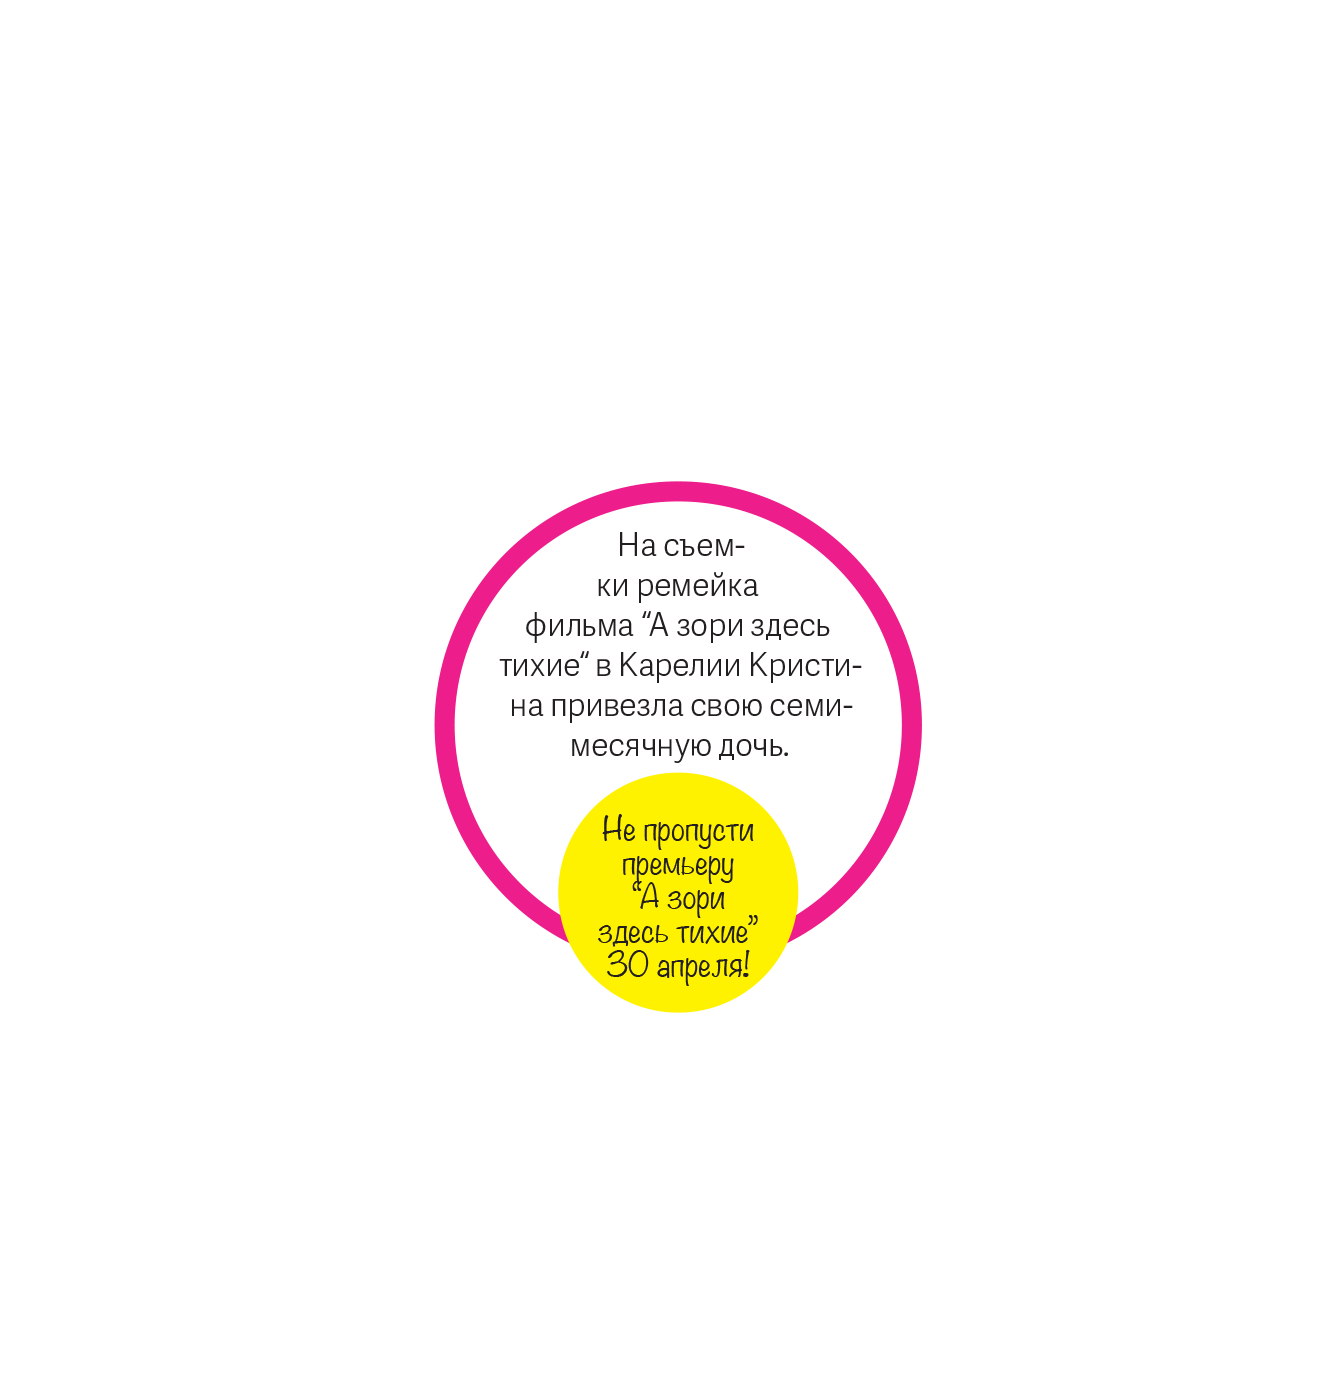 На съем-
ки ремейка
фильма “А зори здесь
тихие“ в Карелии Кристи-
на привезла свою семи-
месячную дочь.
Не пропусти
премьеру
“А зори
здесь тихие”
30 апреля!